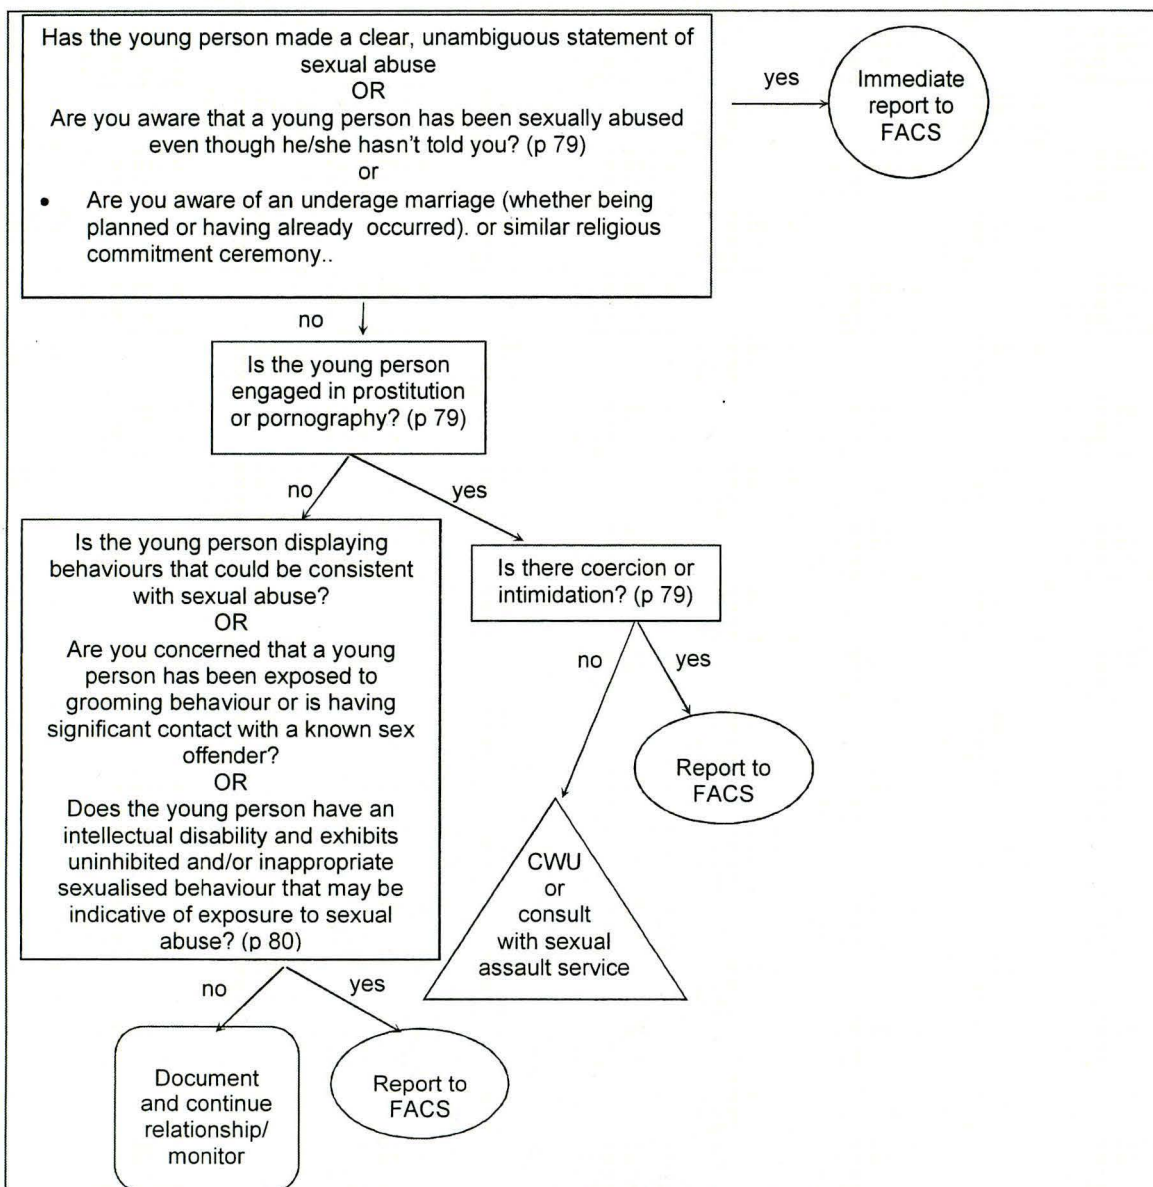 Has the young person made a clear, unambiguous statement of
sexual abuse
OR
Are you aware that a young person has been sexually abused
even though he/she hasn't told you? (p 79)
or
• Are you aware of an underage marriage (whether being
planned or having already occurred). or similar religious
commitment ceremony..
yes
Immediate
report to
FACS
no
Is the young person
engaged in prostitution
or pornography? (p 79)
no
yes
Is the young person displaying
behaviours that could be consistent
with sexual abuse?
OR
Are you concerned that a young
person has been exposed to
grooming behaviour or is having
significant contact with a known sex
offender?
OR
Does the young person have an
intellectual disability and exhibits
uninhibited and/or inappropriate
sexualised behaviour that may be
indicative of exposure to sexual
abuse? (p 80)
Is there coercion or
intimidation? (p 79)
no
yes
Report to
FACS
CWU
or
consult
with sexual
assault service
no
yes
Document
and continue
relationship/
monitor
Report to
FACS